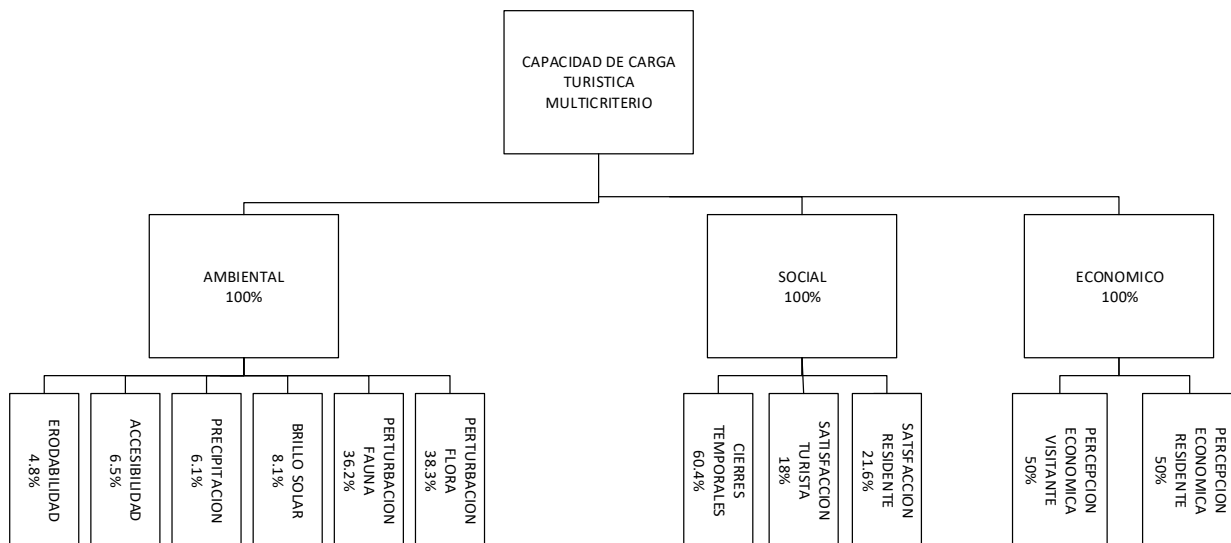 CAPACIDAD DE CARGA
TURISTICA
MULTICRITERIO
AMBIENTAL
100%
SOCIAL
100%
ECONOMICO
100%
ERODABILIDAD
4.8%
ACCESIBILIDAD
6.5%
PRECIPITACION
6.1%
BRILLO SOLAR
8.1%
PERTURBACION
FAUNA
36.2%
PERTURBACION
FLORA
38.3%
CIERRES
TEMPORALES
60.4%
SATISFACCION
TURISTA
18%
SATISFACCION
RESIDENTE
21.6%
PERCEPCION
ECONOMICA
VISITANTE
50%
PERCEPCION
ECONOMICA
RESIDENTE
50%